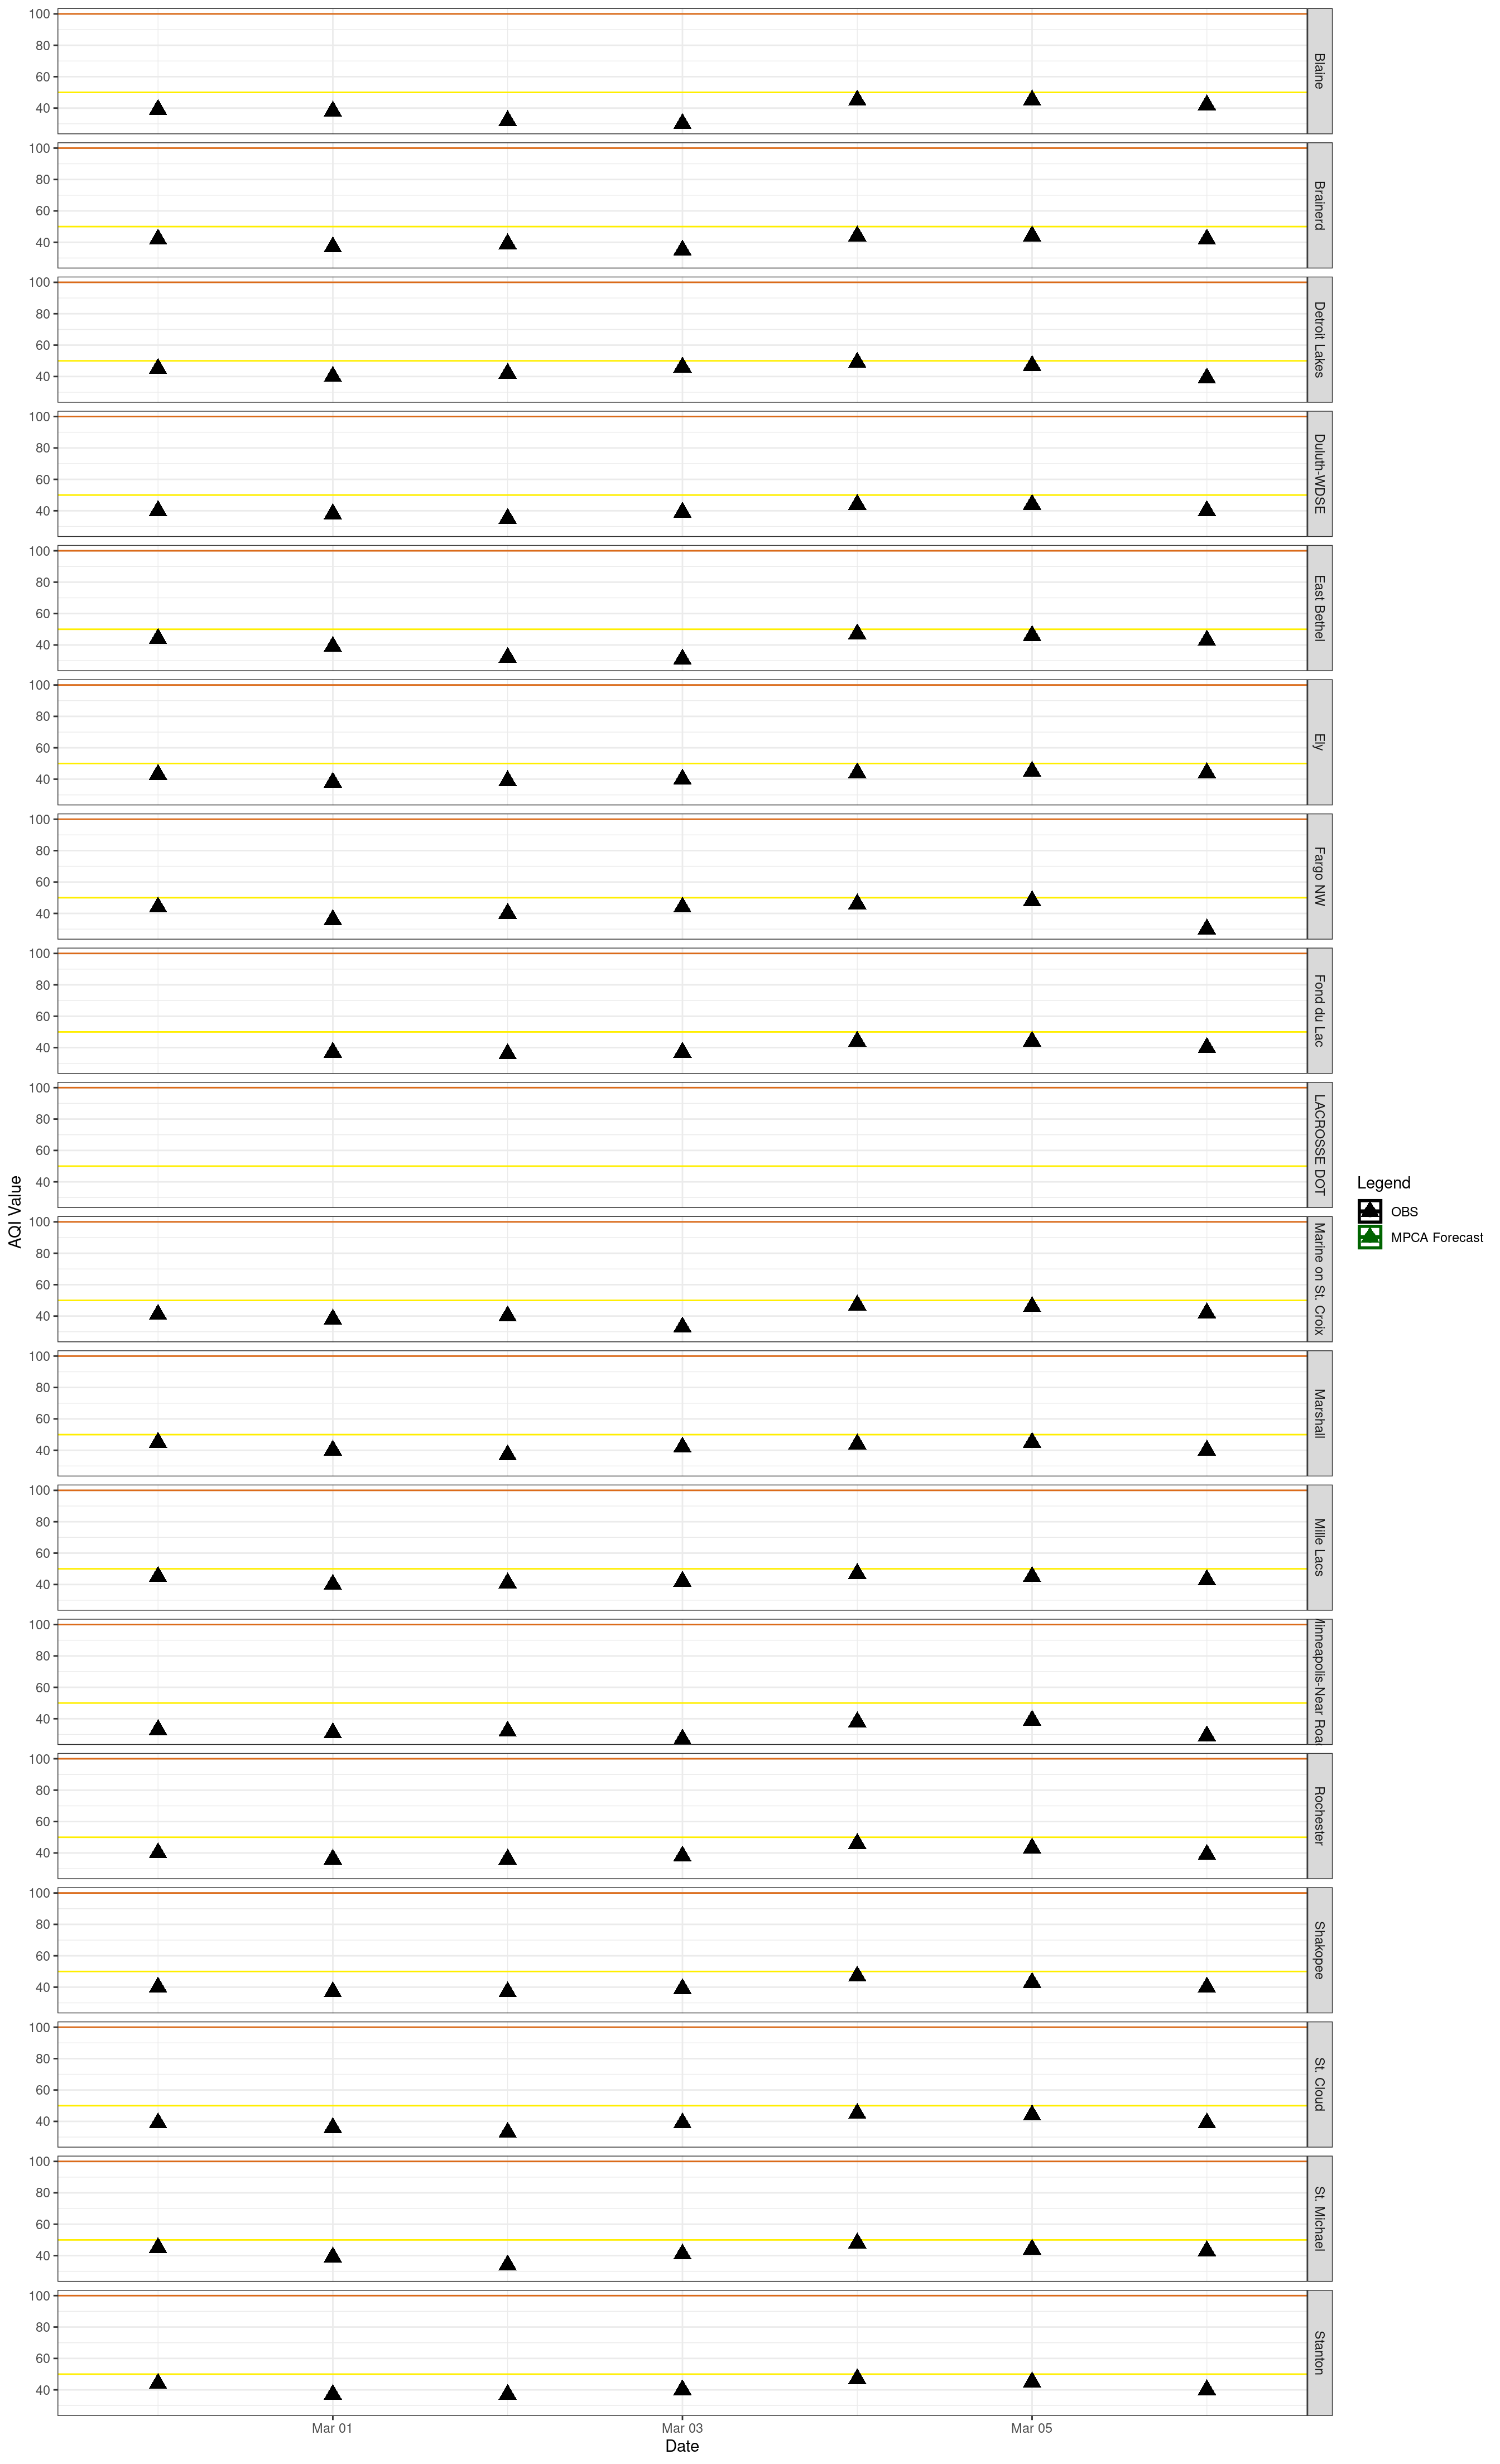 100
80
60
40
Blaine
100
80
60
40
Brainerd
100
80
60
40
Detroit Lakes
100
80
60
40
Duluth-WDSE
100
80
60
40
East Bethel
100
80
60
40
Ely
100
80
60
40
Fargo NW
100
80
60
40
Fond du Lac
100
80
60
40
LACROSSE DOT
100
80
60
40
Marine on St. Croix
100
80
60
40
Marshall
100
80
60
40
Mille Lacs
100
80
60
40
inneapolis-Near Roa
100
80
60
40
Rochester
100
80
60
40
Shakopee
100
80
60
40
St. Cloud
100
80
60
40
St. Michael
100
80
60
40
Stanton
Mar 01
Mar 03
Mar 05
Date
AQI Value
Legend
OBS
MPCA Forecast